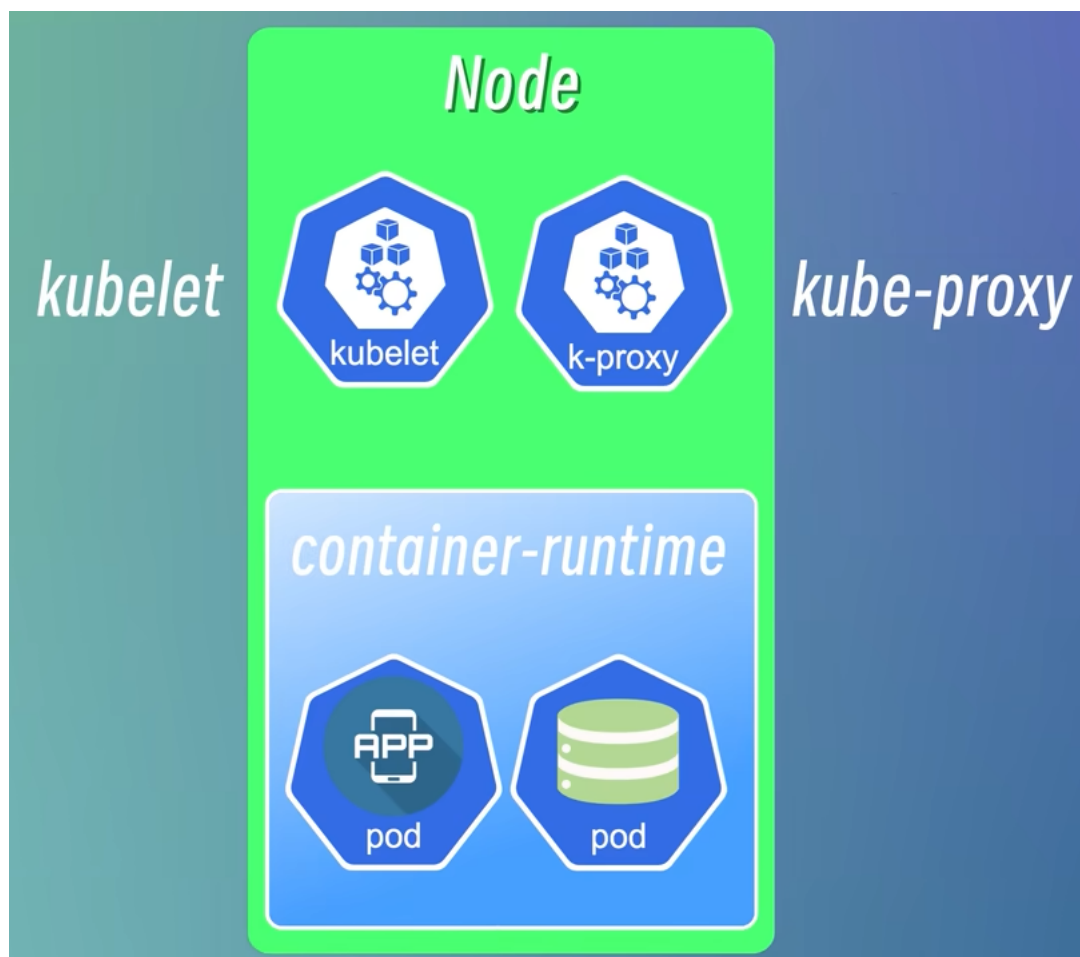 Node
kubelet
kubelet
k-proxy
kube-proxy
container-runtime
APP
pod
pod